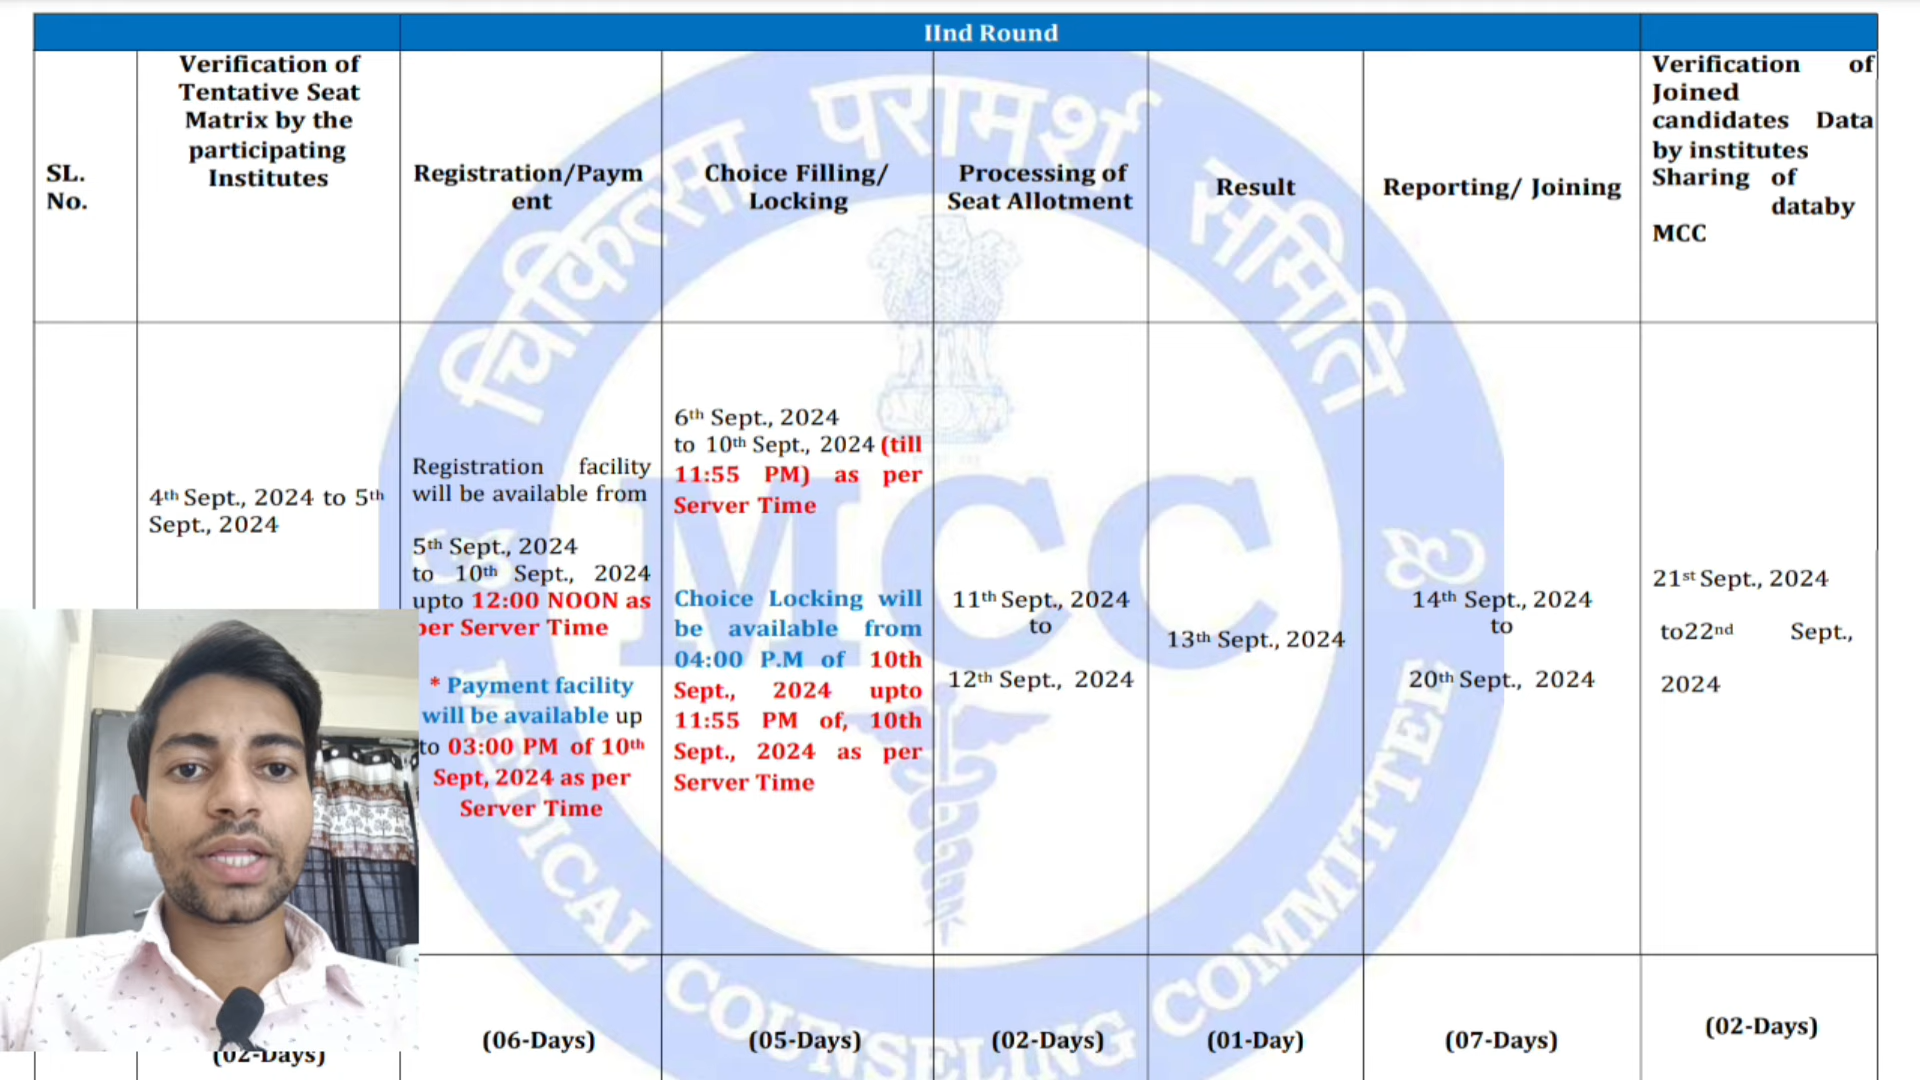 IInd Round
SL.
No.
Verification of
Tentative Seat
Matrix by the
participating
Institutes
Registration/Paym
ent
Choice Filling/
Locking
Processing of
Seat Allotment
Result
Reporting/ Joining
Verification of
Joined
candidates Data
by institutes
Sharing of
databy
MCC
4th Sept., 2024 to 5th
Sept., 2024
Registration facility
will be available from
5th Sept., 2024
to 10th Sept., 2024
upto 12:00 NOON as
per Server Time
* Payment facility
will be available up
to 03:00 PM of 10th
Sept, 2024 as per
Server Time
6th Sept., 2024
to 10th Sept., 2024 (till
11:55 PM) as per
Server Time
Choice Locking will
be available from
04:00 P.M of 10th
Sept., 2024 upto
11:55 PM of, 10th
Sept., 2024 as per
Server Time
11th Sept., 2024
to
12th Sept., 2024
13th Sept., 2024
14th Sept., 2024
to
20th Sept., 2024
21st Sept., 2024
to22nd Sept.,
2024
(02-Days)
(06-Days)
(05-Days)
(02-Days)
(01-Day)
(07-Days)
(02-Days)
चिकित्सा परामर्श समिति
MCC
MEDICAL COUNSELING COMMITTEE